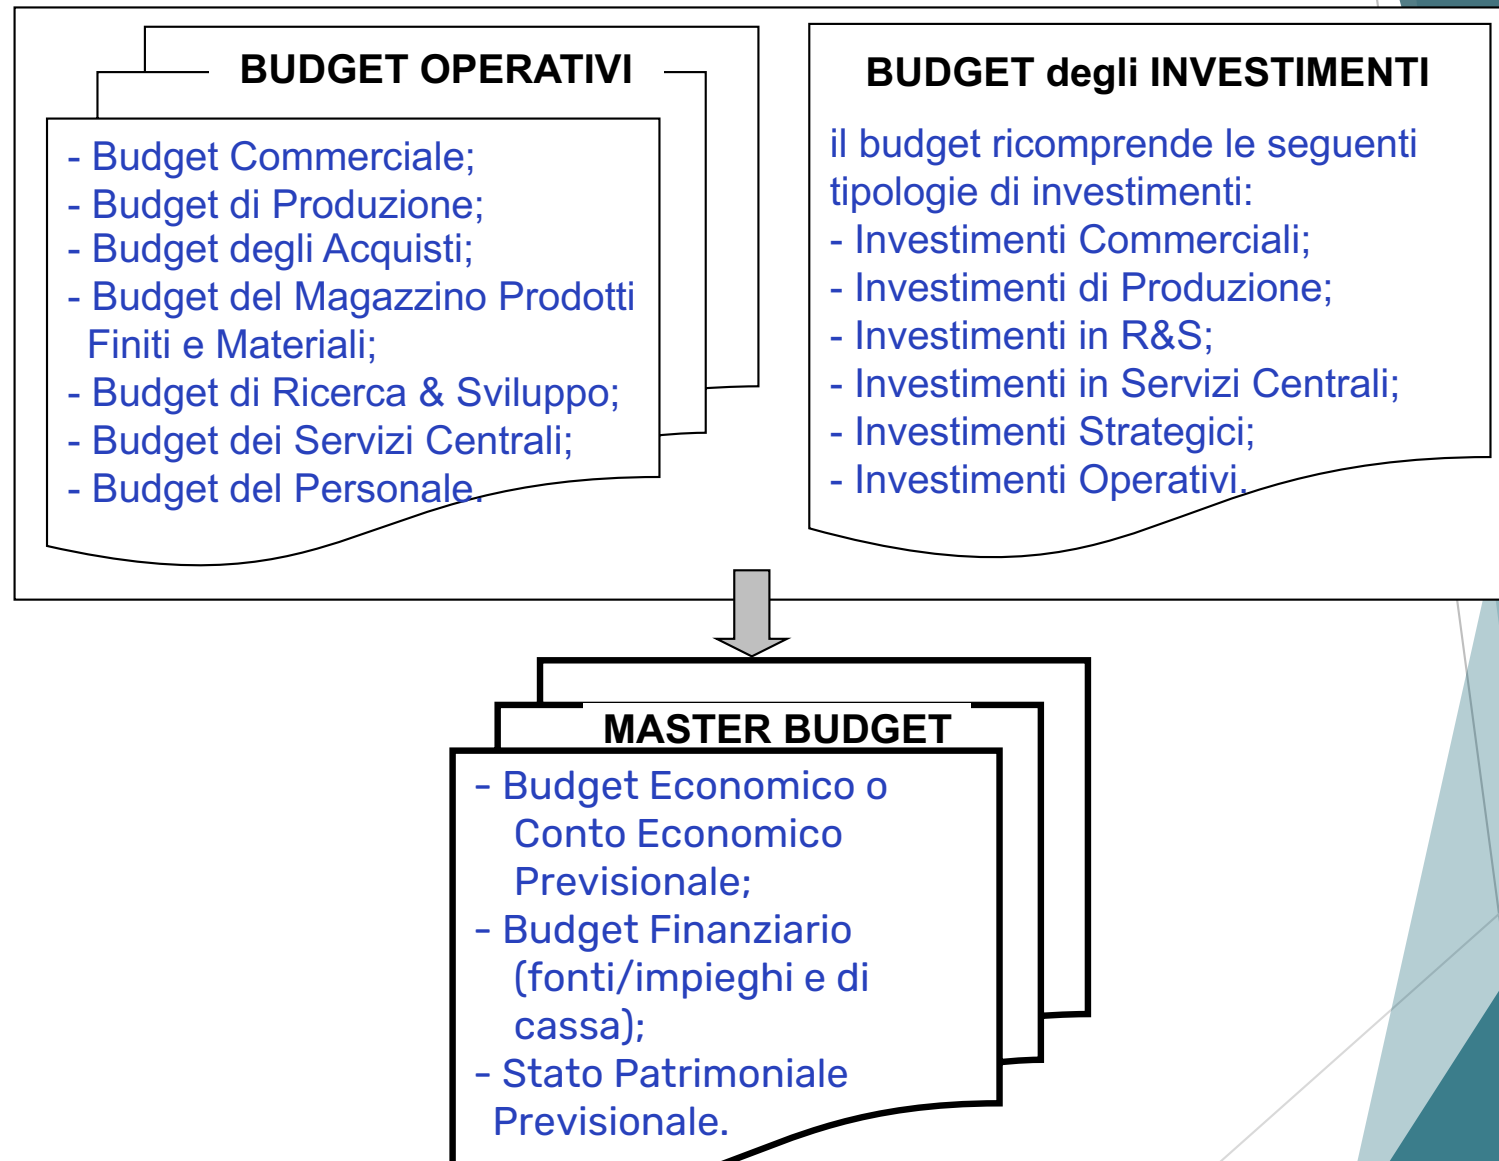 BUDGET OPERATIVI
- Budget Commerciale;
- Budget di Produzione;
- Budget degli Acquisti;
- Budget del Magazzino Prodotti
Finiti e Materiali;
- Budget di Ricerca & Sviluppo;
- Budget dei Servizi Centrali;
- Budget del Personale.
BUDGET degli INVESTIMENTI
il budget ricomprende le seguenti
tipologie di investimenti:
- Investimenti Commerciali;
- Investimenti di Produzione;
- Investimenti in R&S;
- Investimenti in Servizi Centrali;
- Investimenti Strategici;
- Investimenti Operativi.
MASTER BUDGET
- Budget Economico o
Conto Economico
Previsionale;
- Budget Finanziario
(fonti/impieghi e di
cassa);
- Stato Patrimoniale
Previsionale.